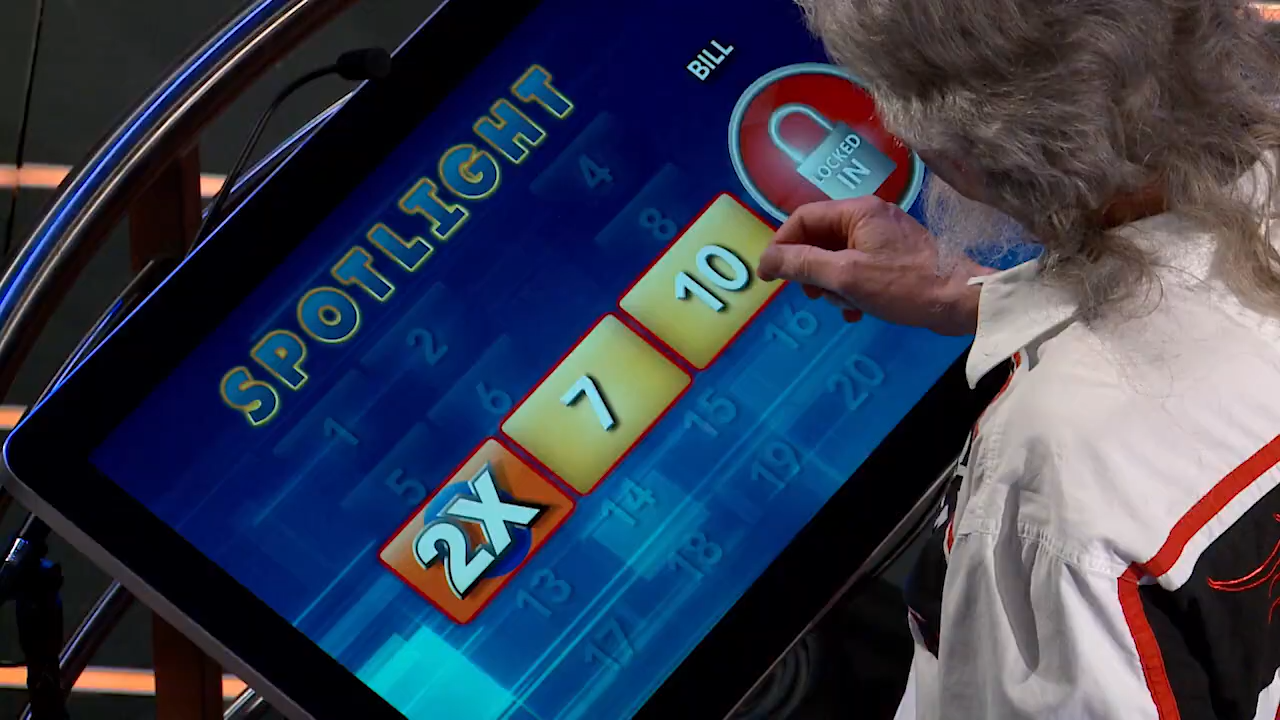 BILL
SPOTLIGHT
LOCKED
IN
1 2 4
5 6 8
2X 7 10
13 14 15 16
17 18 19 20